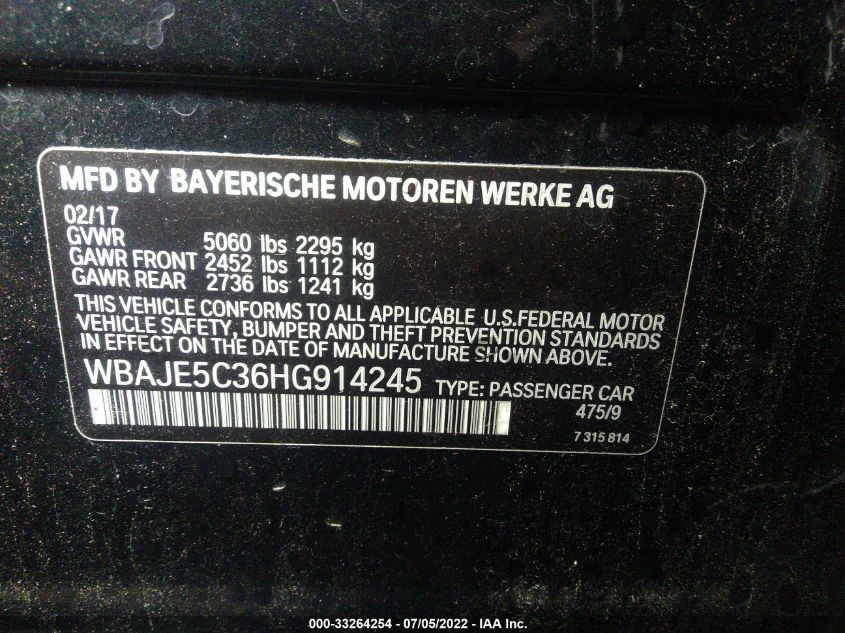 MFD BY BAYERISCHE MOTOREN WERKE AG
02/17
GVWR 5060 lbs 2295 kg
GAWR FRONT 2452 lbs 1112 kg
GAWR REAR 2736 lbs 1241 kg
THIS VEHICLE CONFORMS TO ALL APPLICABLE U.S.FEDERAL MOTOR
VEHICLE SAFETY, BUMPER AND THEFT PREVENTION STANDARDS
IN EFFECT ON THE DATE OF MANUFACTURE SHOWN ABOVE.
WBAJE5C36HG914245 TYPE: PASSENGER CAR
475/9
7 315 814
000-33264254 - 07/05/2022 - IAA Inc.